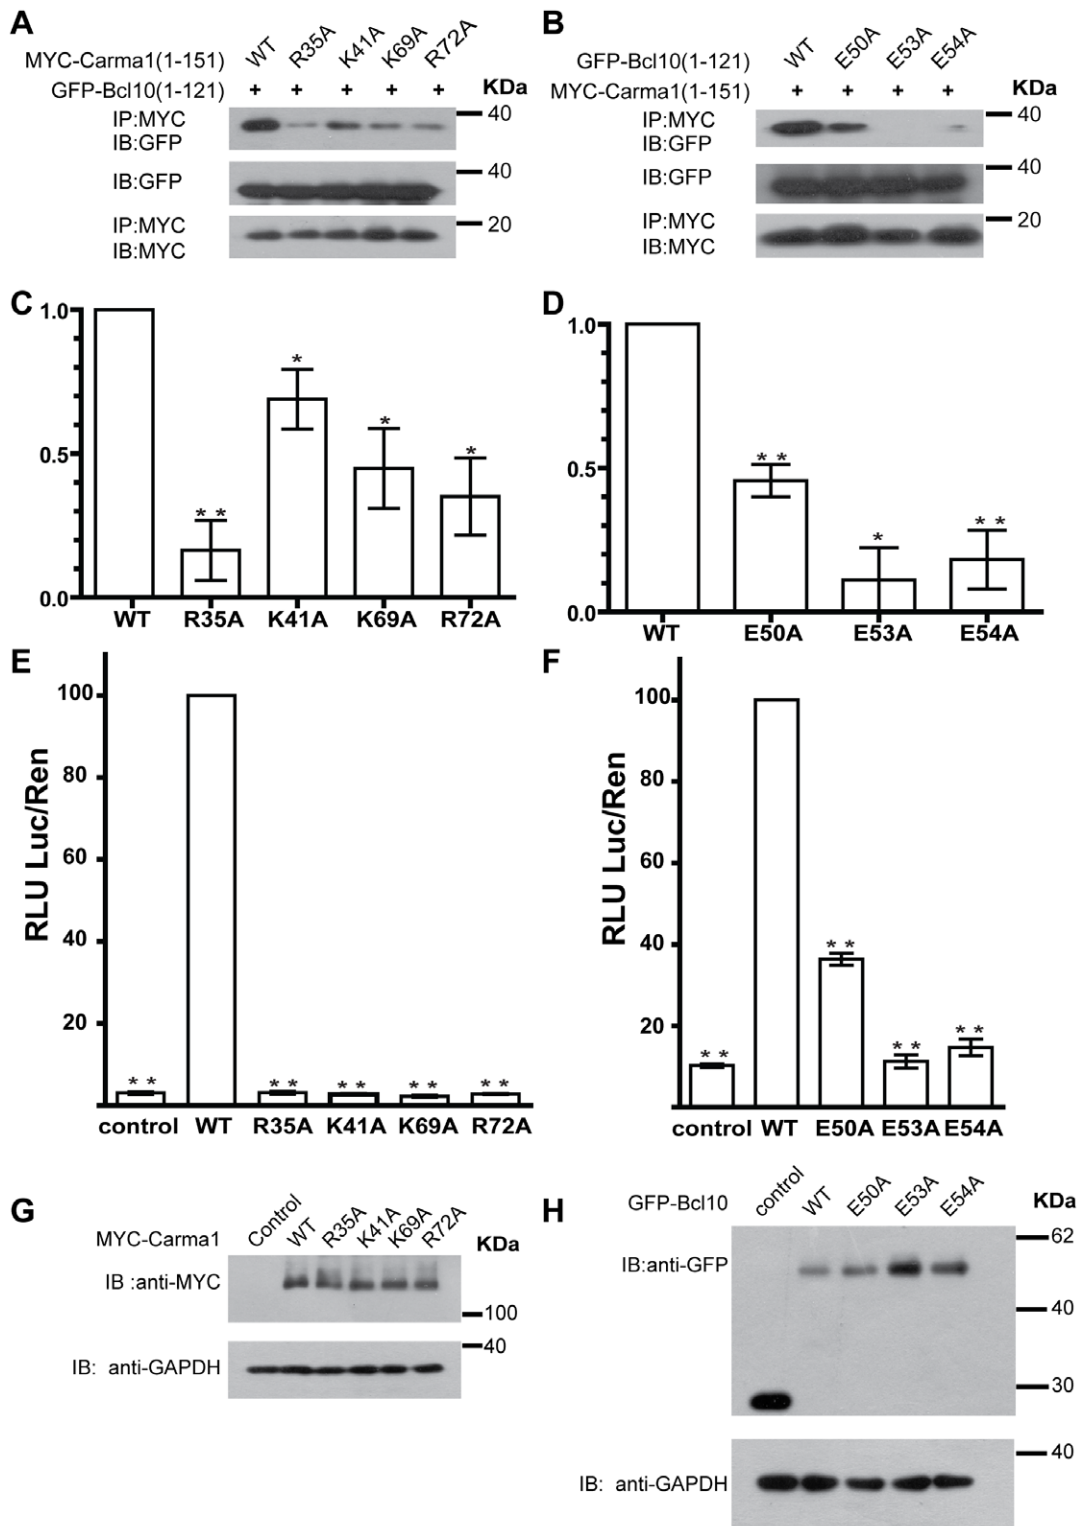 A
MYC-Carma1(1-151) WT R35A K41A K69A R72A
GFP-Bcl10(1-121) + + + + + KDa
IP:MYC
IB:GFP
40
IB:GFP
40
IP:MYC
IB:MYC
20
B
GFP-Bcl10(1-121) WT E50A E53A E54A
MYC-Carma1(1-151) + + + + KDa
IP:MYC
IB:GFP
40
IB:GFP
40
IP:MYC
IB:MYC
20
C
1.0
0.5
0.0
* *
*
*
*
WT R35A K41A K69A R72A
D
1.0
0.5
0.0
* *
*
* *
WT E50A E53A E54A
E
RLU Luc/Ren
100
80
60
40
20
* * * * * * * * * *
control WT R35A K41A K69A R72A
F
RLU Luc/Ren
100
80
60
40
20
* *
* *
* *
* *
control WT E50A E53A E54A
G
MYC-Carma1 Control WT R35A K41A K69A R72A
KDa
IB :anti-MYC
100
40
IB: anti-GAPDH
H
GFP-Bcl10 control WT E50A E53A E54A KDa
62
IB:anti-GFP
40
30
40
IB: anti-GAPDH